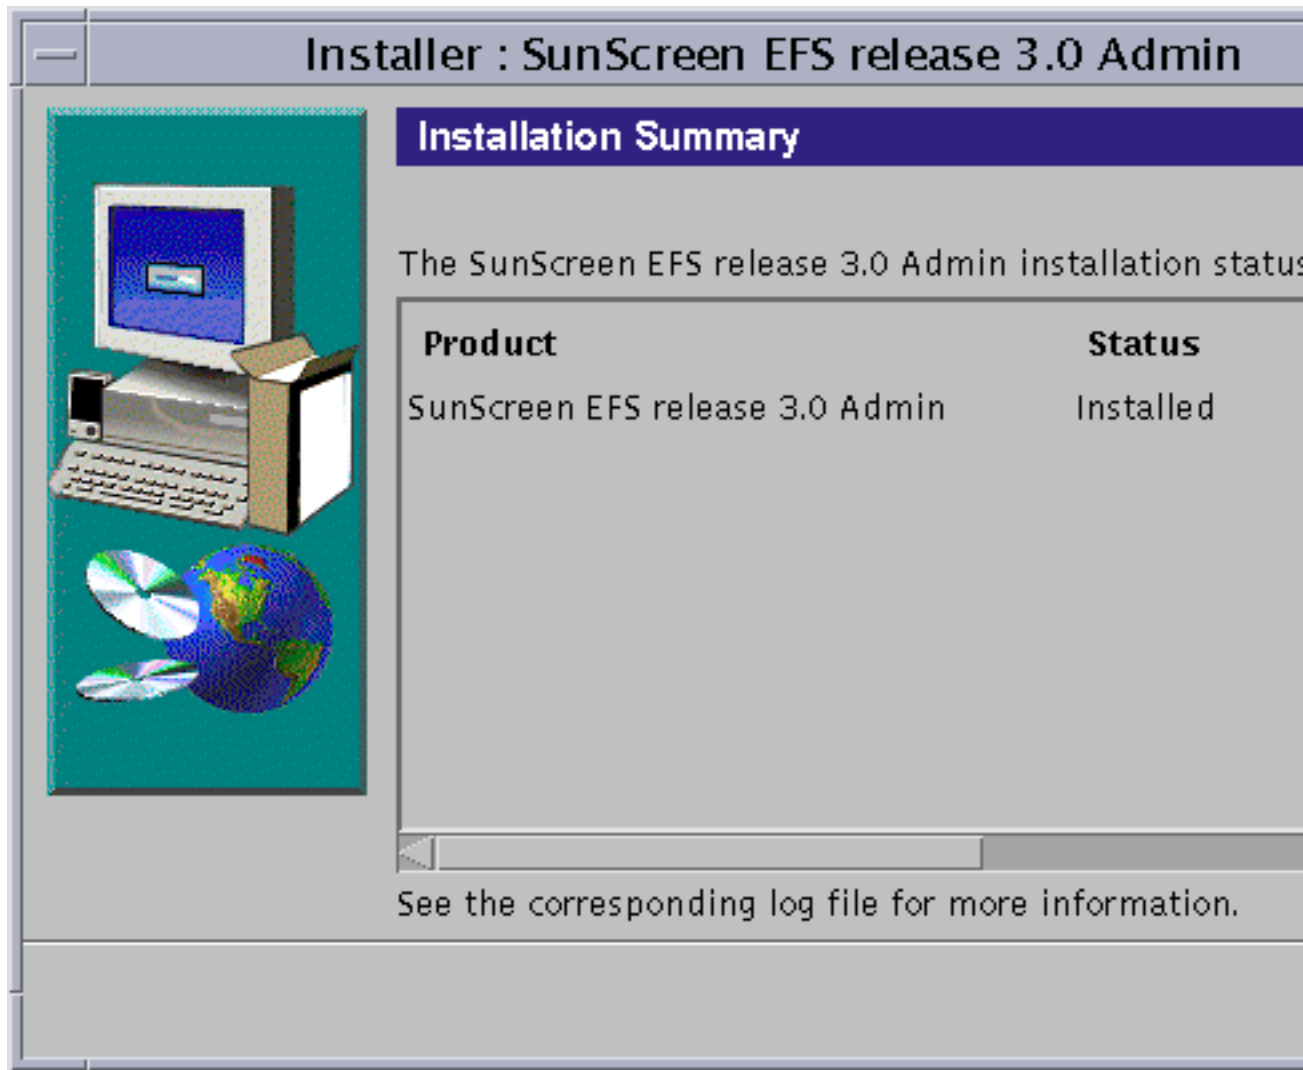 Installer : SunScreen EFS release 3.0 Admin
Installation Summary
The SunScreen EFS release 3.0 Admin installation status
Product Status
SunScreen EFS release 3.0 Admin Installed
See the corresponding log file for more information.